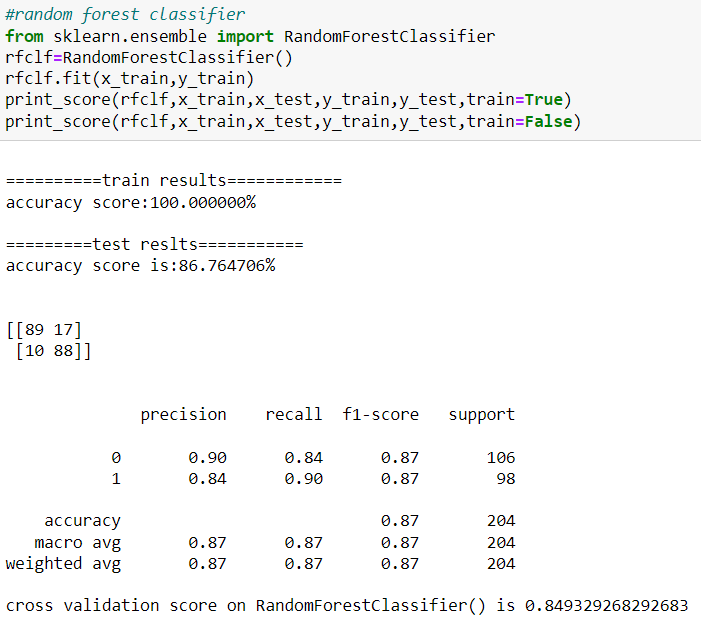 #random forest classifier
from sklearn.ensemble import RandomForestClassifier
rfclf=RandomForestClassifier()
rfclf.fit(x_train,y_train)
print_score(rfclf,x_train,x_test,y_train,y_test,train=True)
print_score(rfclf,x_train,x_test,y_train,y_test,train=False)
==========train results============
accuracy score:100.000000%
=========test reslts===========
accuracy score is:86.764706%
[[89 17]
 [10 88]]
precision recall f1-score support
0 0.90 0.84 0.87 106
1 0.84 0.90 0.87 98
accuracy 0.87 204
macro avg 0.87 0.87 0.87 204
weighted avg 0.87 0.87 0.87 204
cross validation score on RandomForestClassifier() is 0.849329268292683